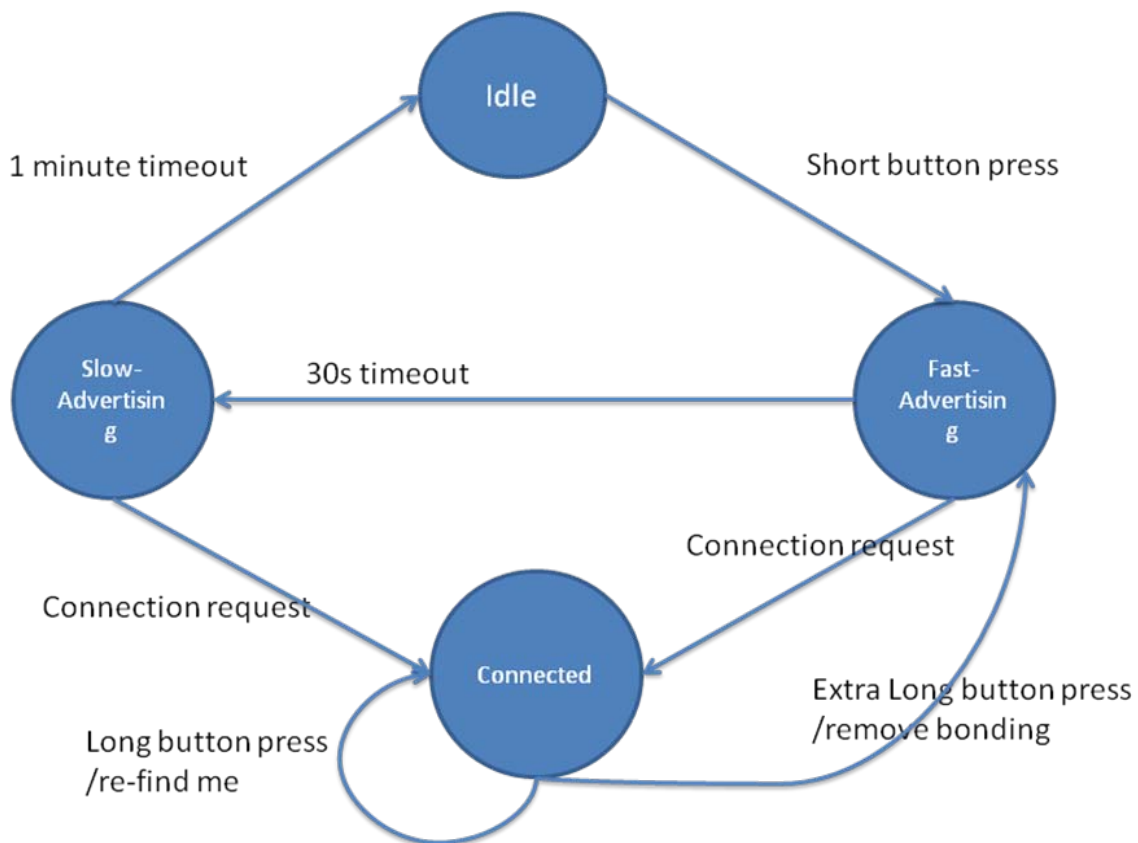 Idle
1 minute timeout
Short button press
Slow-
Advertisin
g
30s timeout
Fast-
Advertisin
g
Connection request
Connection request
Connected
Long button press
/re-find me
Extra Long button press
/remove bonding